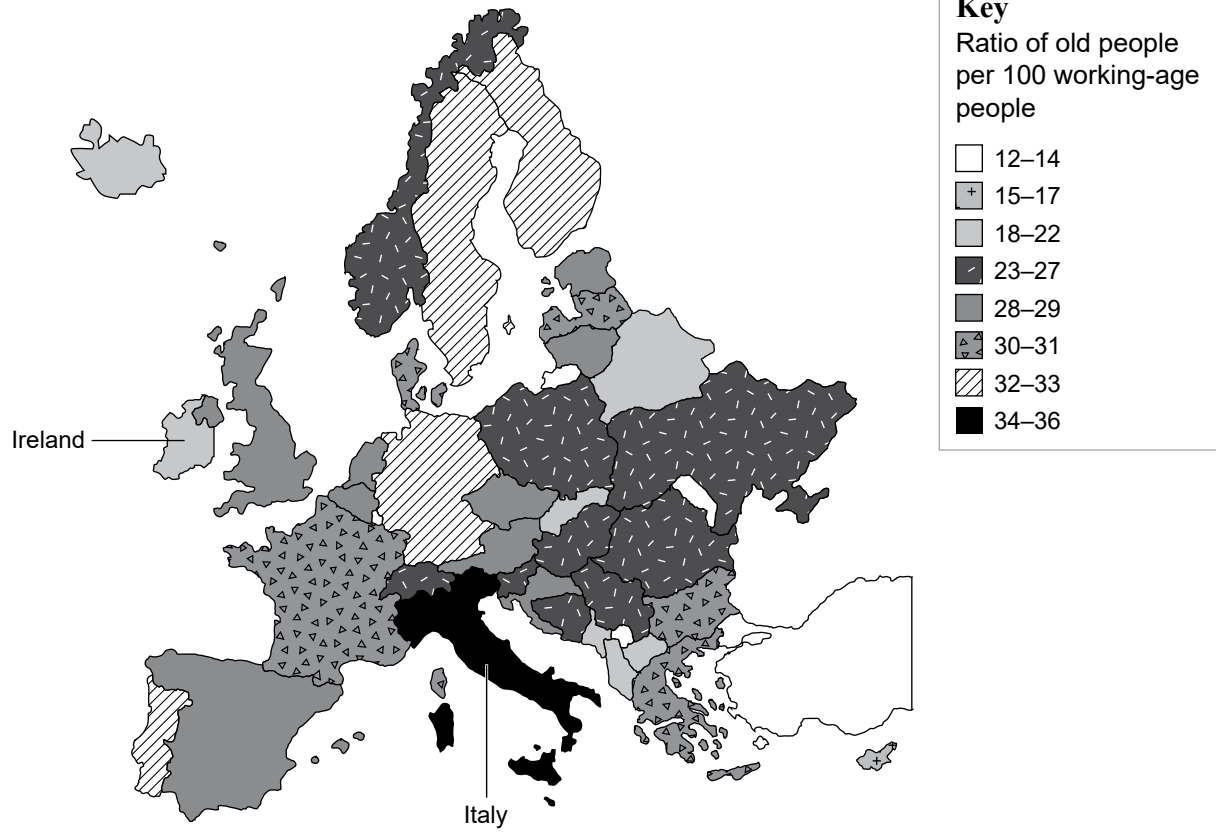 Key
Ratio of old people
per 100 working-age
people
12–14
15–17
18–22
23–27
28–29
30–31
32–33
34–36
Ireland
Italy